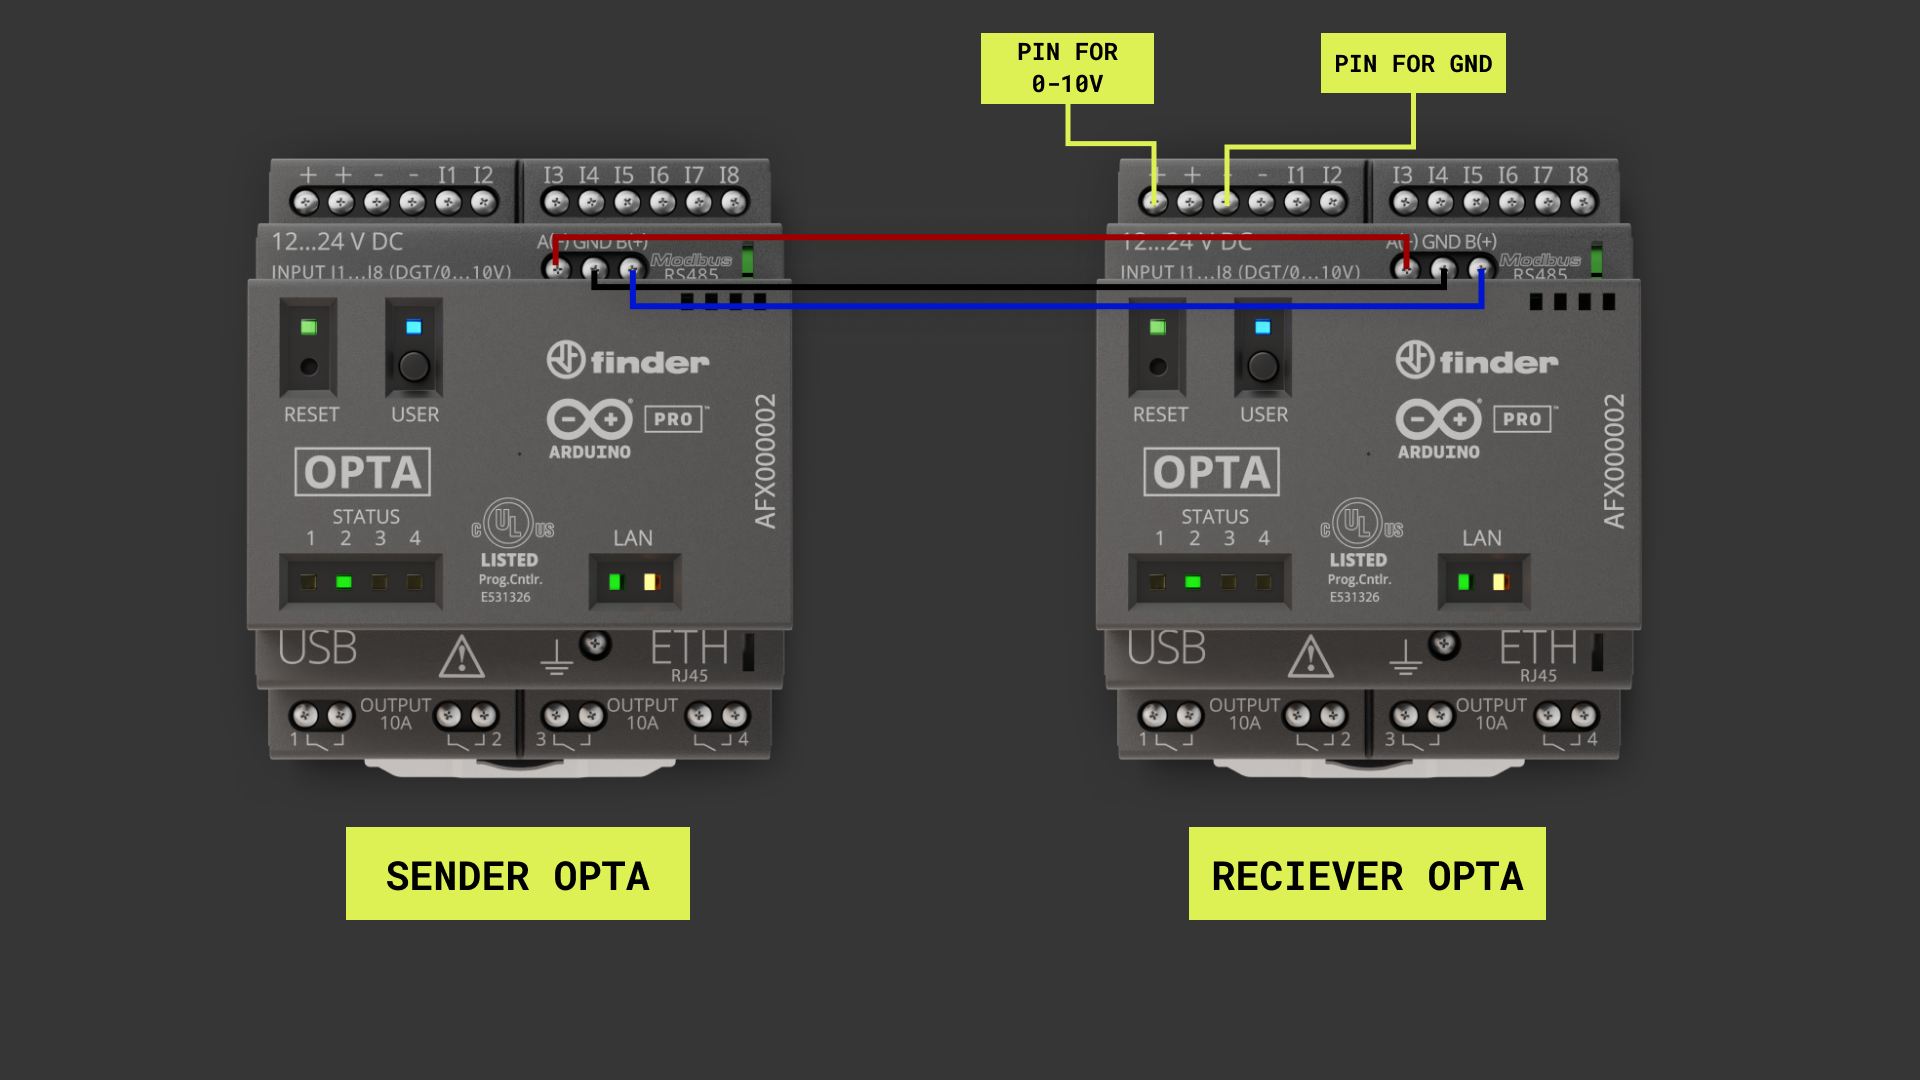 PIN FOR
0-10V
PIN FOR GND
+ + - - I1 I2
I3 I4 I5 I6 I7 I8
12...24 V DC
A(-) GND B(+)
INPUT I1...I8 (DGT/0...10V)
Modbus
RS485
RESET
USER
finder
ARDUINO
PRO™
OPTA
AFX000002
STATUS
1 2 3 4
C UL US
LISTED
Prog.Cntlr.
E531326
LAN
USB
ETH
RJ45
OUTPUT
10A
1 2
OUTPUT
10A
3 4
SENDER OPTA
+ - I1 I2
I3 I4 I5 I6 I7 I8
12...24 V DC
A(-) GND B(+)
INPUT I1...I8 (DGT/0...10V)
Modbus
RS485
RESET
USER
finder
ARDUINO
PRO™
OPTA
AFX000002
STATUS
1 2 3 4
C UL US
LISTED
Prog.Cntlr.
E531326
LAN
USB
ETH
RJ45
OUTPUT
10A
1 2
OUTPUT
10A
3 4
RECIEVER OPTA